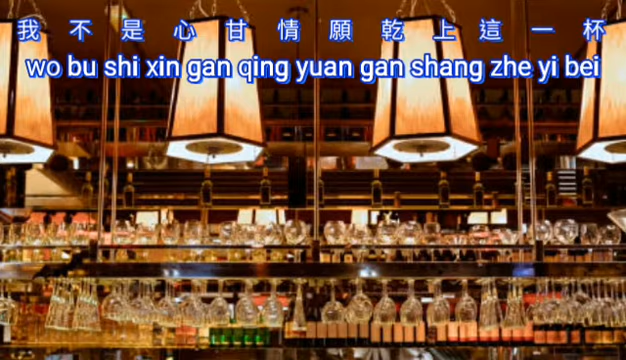 我 不 是 心 甘 情 願 乾 上 這 一 杯
wo bu shi xin gan qing yuan gan shang zhe yi bei